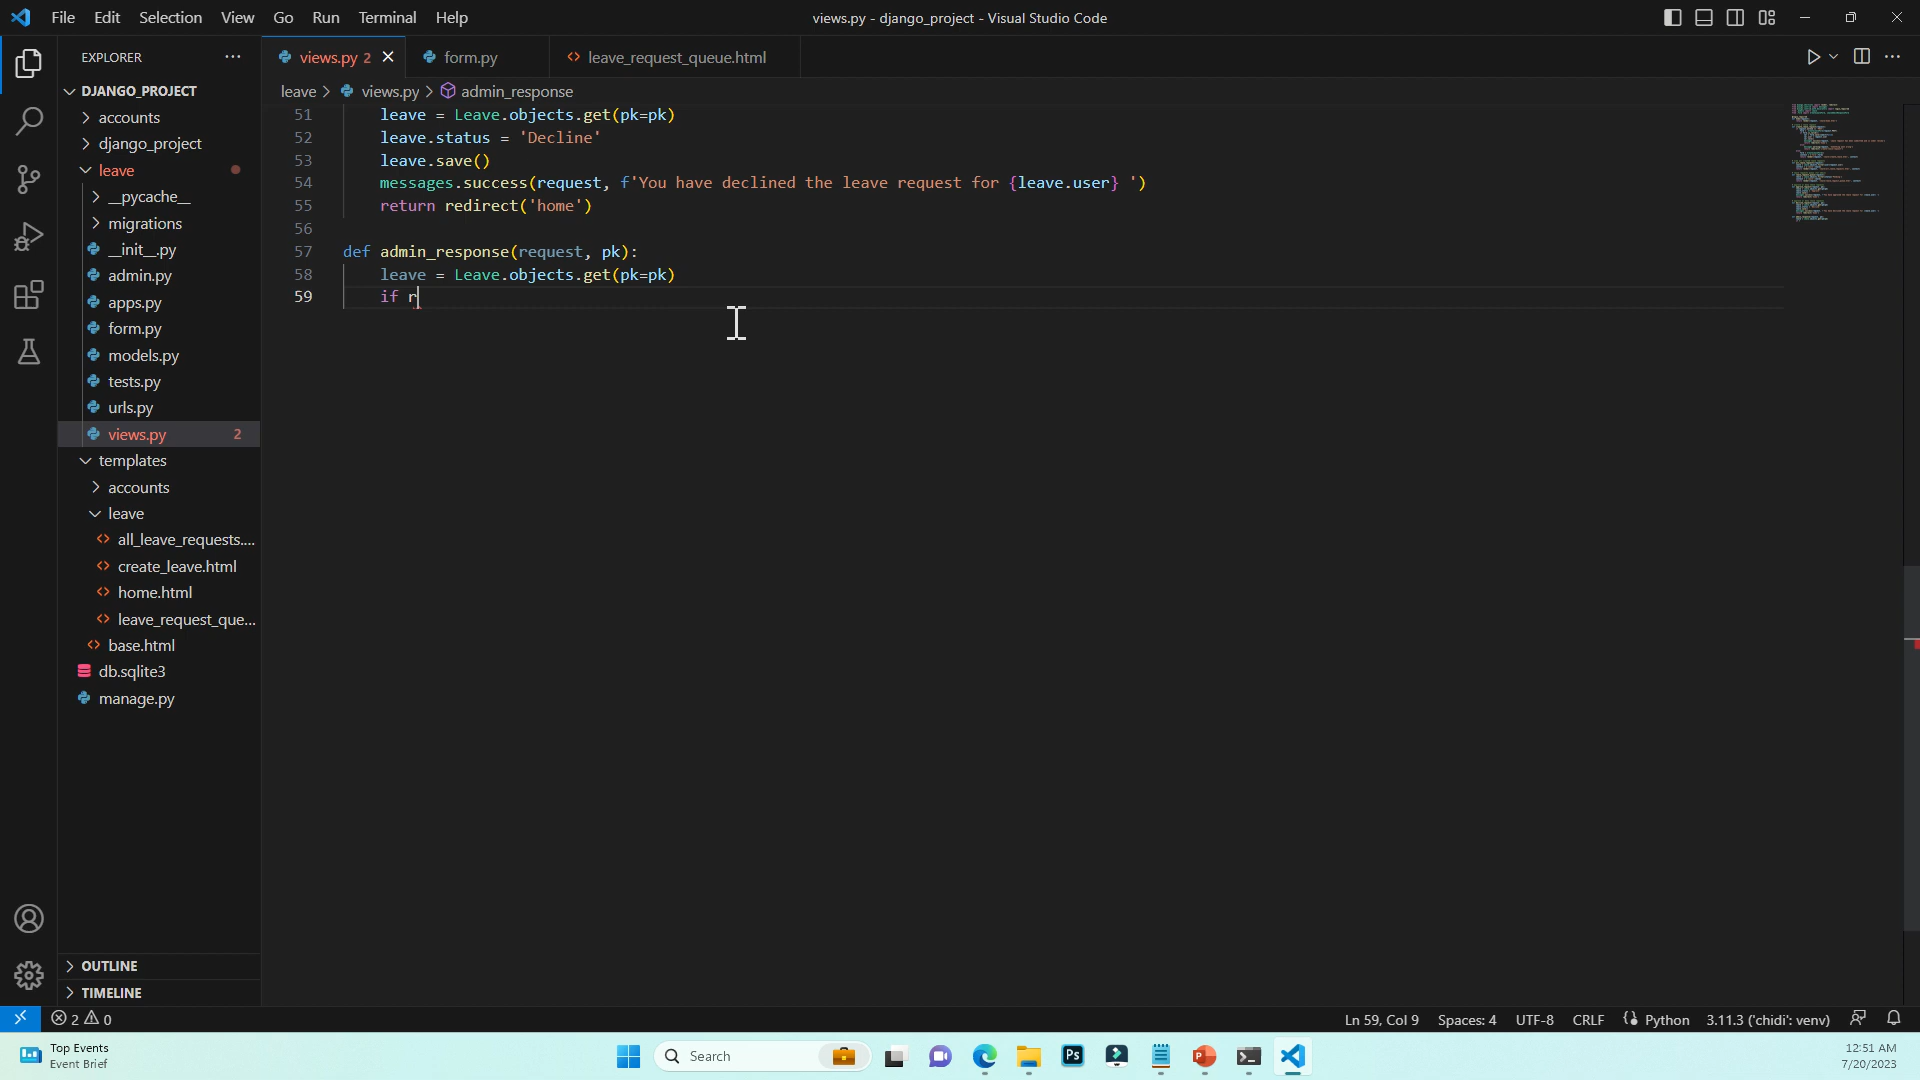 File Edit Selection View Go Run Terminal Help
views.py - django_project - Visual Studio Code
EXPLORER
DJANGO_PROJECT
accounts
django_project
leave
__pycache__
migrations
__init__.py
admin.py
apps.py
form.py
models.py
tests.py
urls.py
views.py 2
templates
accounts
leave
all_leave_requests....
create_leave.html
home.html
leave_request_que...
base.html
db.sqlite3
manage.py
OUTLINE
TIMELINE
views.py 2
form.py
leave_request_queue.html
leave > views.py > admin_response
51 leave = Leave.objects.get(pk=pk)
52 leave.status = 'Decline'
53 leave.save()
54 messages.success(request, f'You have declined the leave request for {leave.user} ')
55 return redirect('home')
56
57 def admin_response(request, pk):
58 leave = Leave.objects.get(pk=pk)
59 if r
2 0
Ln 59, Col 9 Spaces: 4 UTF-8 CRLF Python 3.11.3 ('chidi': venv)
Top Events
Event Brief
Search
Ps
P
12:51 AM
7/20/2023